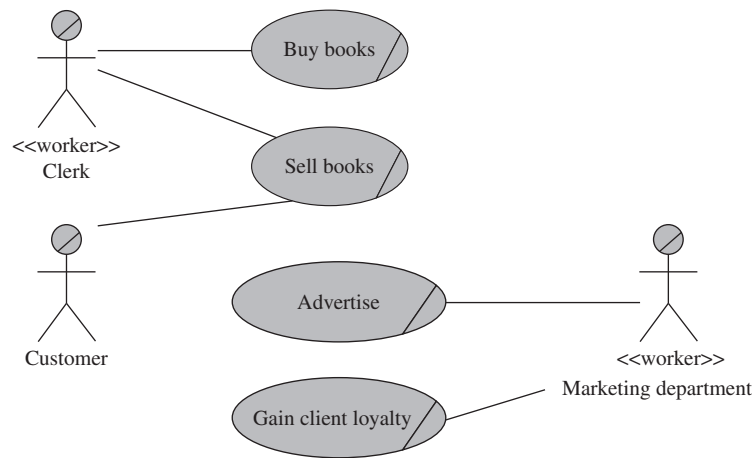 Buy books
<<worker>>
Clerk
Sell books
Customer
Advertise
<<worker>>
Marketing department
Gain client loyalty